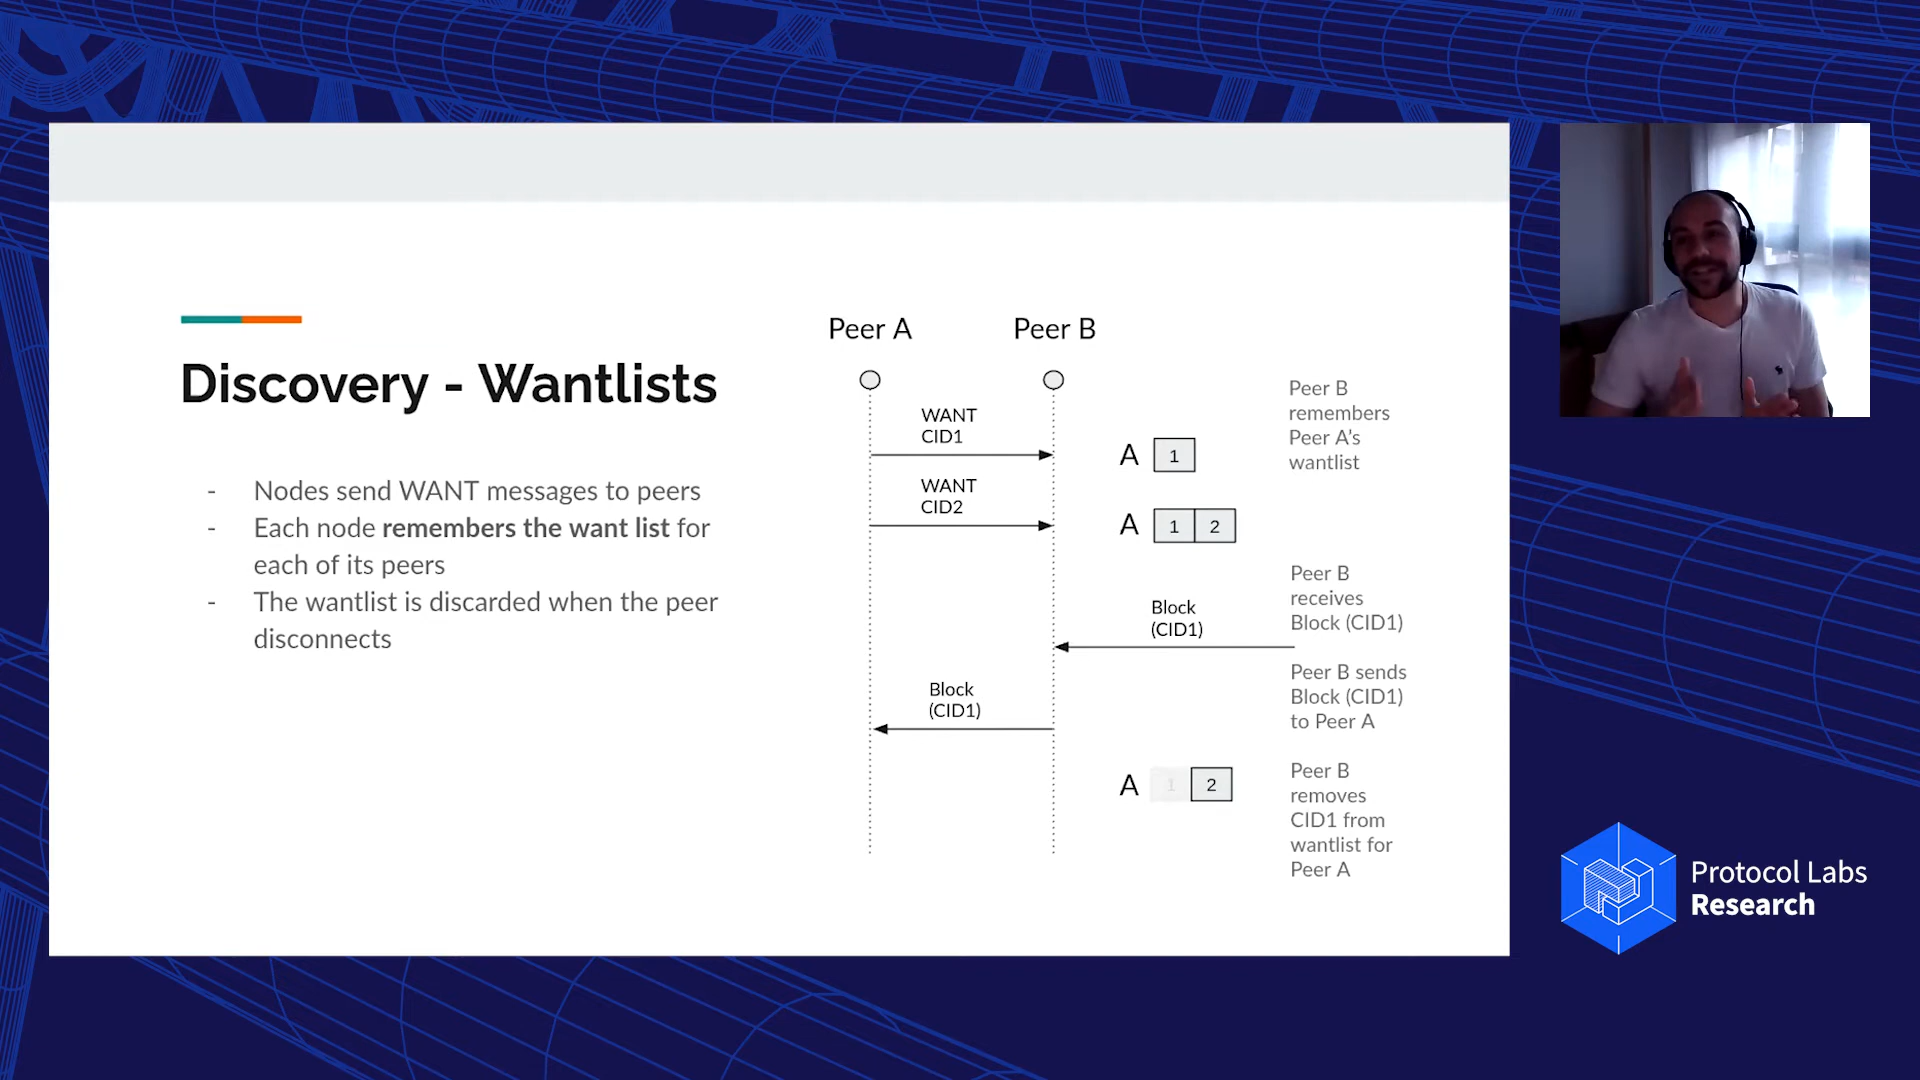 Discovery - Wantlists
- Nodes send WANT messages to peers
- Each node remembers the want list for
each of its peers
- The wantlist is discarded when the peer
disconnects
Peer A
Peer B
WANT
CID1
A 1
Peer B
remembers
Peer A's
wantlist
WANT
CID2
A 1 2
Block
(CID1)
Peer B
receives
Block (CID1)
Block
(CID1)
Peer B sends
Block (CID1)
to Peer A
A 1 2
Peer B
removes
CID1 from
wantlist for
Peer A
Protocol Labs
Research